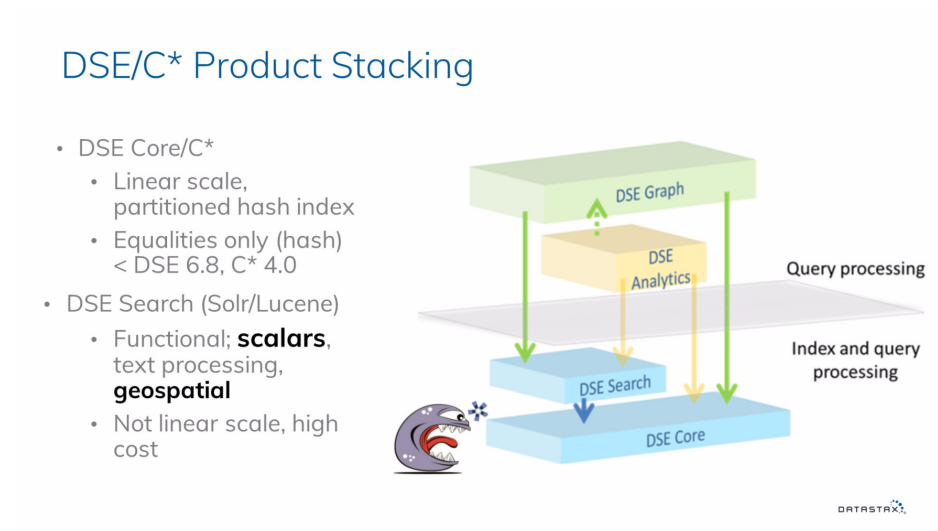 DSE/C* Product Stacking
• DSE Core/C*
• Linear scale,
partitioned hash index
• Equalities only (hash)
< DSE 6.8, C* 4.0
• DSE Search (Solr/Lucene)
• Functional; scalars,
text processing,
geospatial
• Not linear scale, high
cost
DSE Graph
DSE
Analytics
Query processing
Index and query
processing
DSE Search
DSE Core
DATASTAX